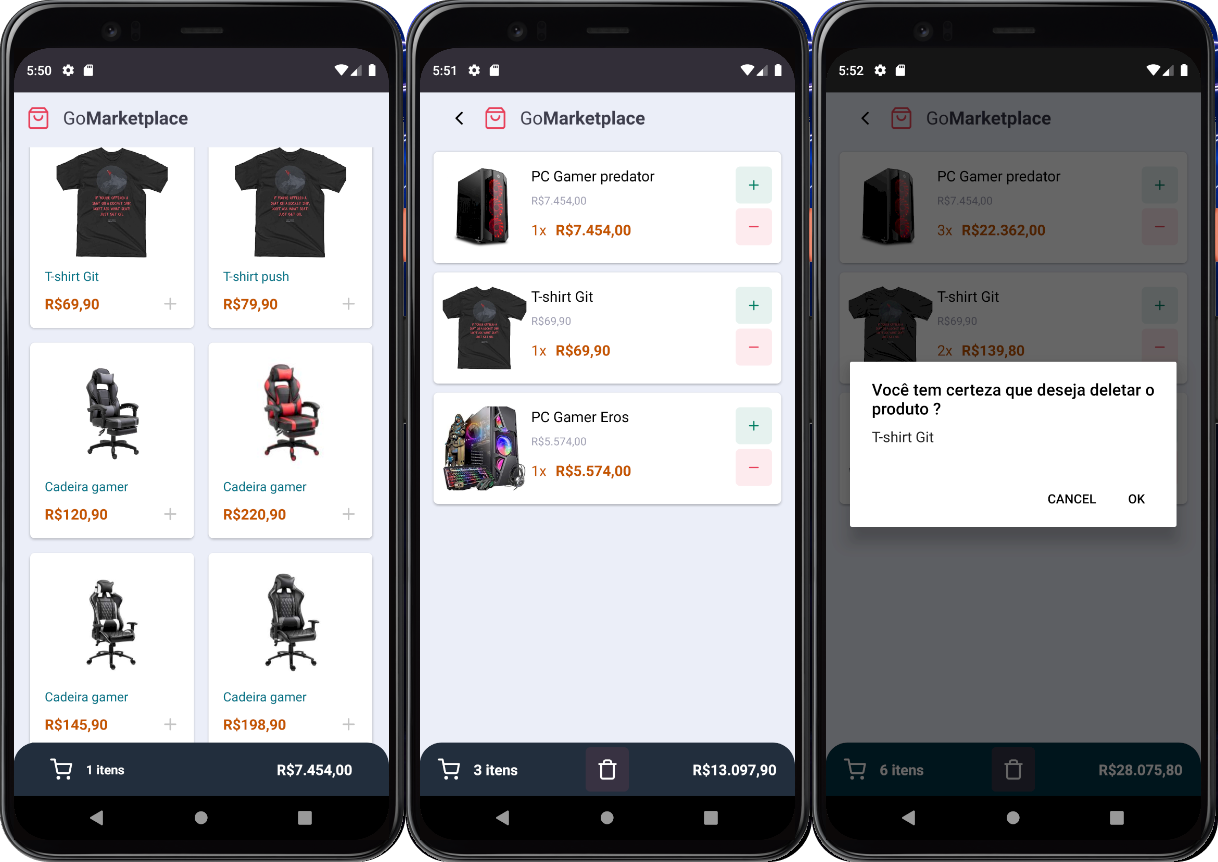 5:50
GoMarketplace
T-shirt Git
T-shirt push
R$69,90
+
R$79,90
+
Cadeira gamer
Cadeira gamer
R$120,90
+
R$220,90
+
Cadeira gamer
Cadeira gamer
R$145,90
+
R$198,90
+
1 itens
R$7.454,00
5:51
GoMarketplace
PC Gamer predator
R$7.454,00
1x R$7.454,00
+
−
T-shirt Git
R$69,90
1x R$69,90
+
−
PC Gamer Eros
R$5.574,00
1x R$5.574,00
+
−
3 itens
R$13.097,90
5:52
GoMarketplace
PC Gamer predator
R$7.454,00
3x R$22.362,00
+
−
T-shirt Git
R$69,90
2x R$139,80
+
−
Você tem certeza que deseja deletar o
produto ?
T-shirt Git
CANCEL
OK
6 itens
R$28.075,80